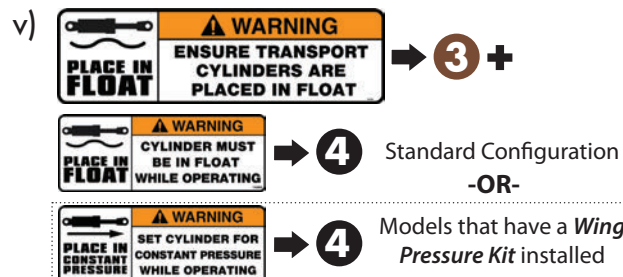 v)
PLACE IN
FLOAT
WARNING
ENSURE TRANSPORT
CYLINDERS ARE
PLACED IN FLOAT
3 +
PLACE IN
FLOAT
WARNING
CYLINDER MUST
BE IN FLOAT
WHILE OPERATING
4
Standard Configuration
-OR-
PLACE IN
CONSTANT
PRESSURE
WARNING
SET CYLINDER FOR
CONSTANT PRESSURE
WHILE OPERATING
4
Models that have a Wing
Pressure Kit installed